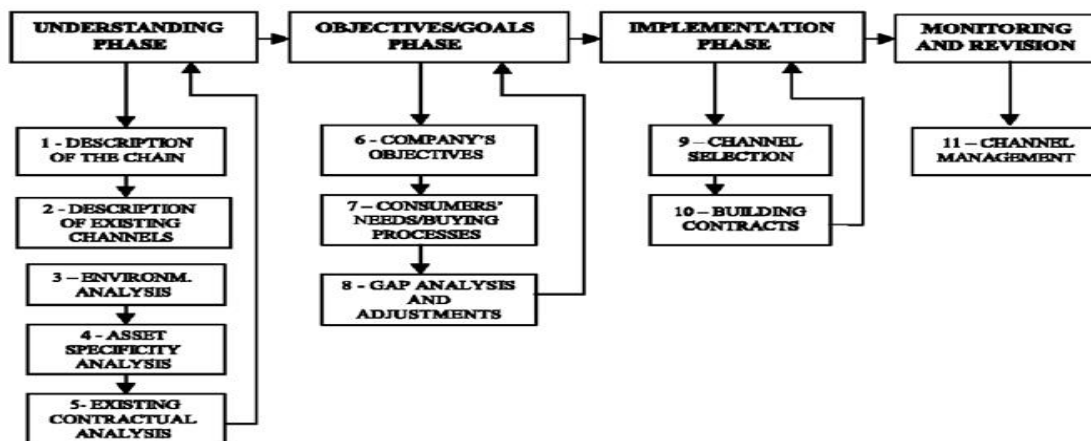 UNDERSTANDING
PHASE
OBJECTIVES/GOALS
PHASE
IMPLEMENTATION
PHASE
MONITORING
AND REVISION
1 - DESCRIPTION
OF THE CHAIN
2 - DESCRIPTION
OF EXISTING
CHANNELS
3 – ENVIRONM.
ANALYSIS
4 - ASSET
SPECIFICITY
ANALYSIS
5- EXISTING
CONTRACTUAL
ANALYSIS
6 - COMPANY'S
OBJECTIVES
7 – CONSUMERS'
NEEDS/BUYING
PROCESSES
8 - GAP ANALYSIS
AND
ADJUSTMENTS
9 – CHANNEL
SELECTION
10 – BUILDING
CONTRACTS
11 – CHANNEL
MANAGEMENT